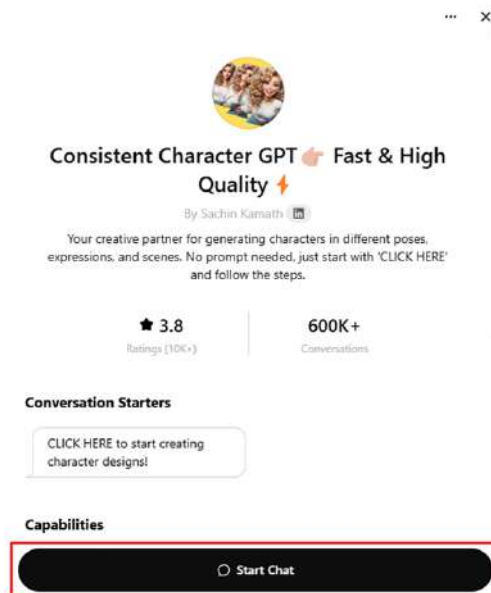 Consistent Character GPT👉 Fast & High
Quality ⚡
By Sachin Kamath in
Your creative partner for generating characters in different poses,
expressions, and scenes. No prompt needed, just start with 'CLICK HERE'
and follow the steps.
★ 3.8
600K+
Ratings (10K+)
Conversations
Conversation Starters
CLICK HERE to start creating
character designs!
Capabilities
Start Chat